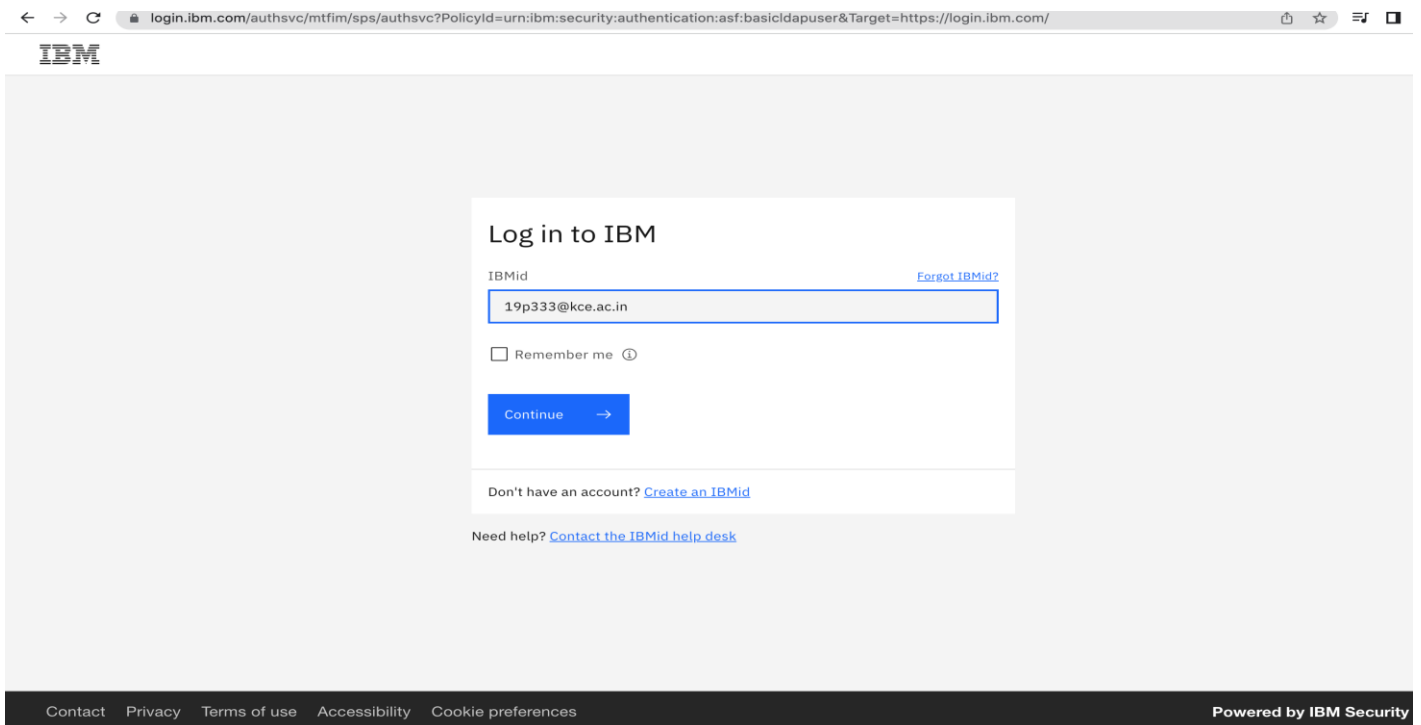 login.ibm.com/authsvc/mtfim/sps/authsvc?PolicyId=urn:ibm:security:authentication:asf:basicldapuser&Target=https://login.ibm.com/
IBM
Log in to IBM
IBMid Forgot IBMid?
19p333@kce.ac.in
Remember me
Continue →
Don't have an account? Create an IBMid
Need help? Contact the IBMid help desk
Contact Privacy Terms of use Accessibility Cookie preferences Powered by IBM Security